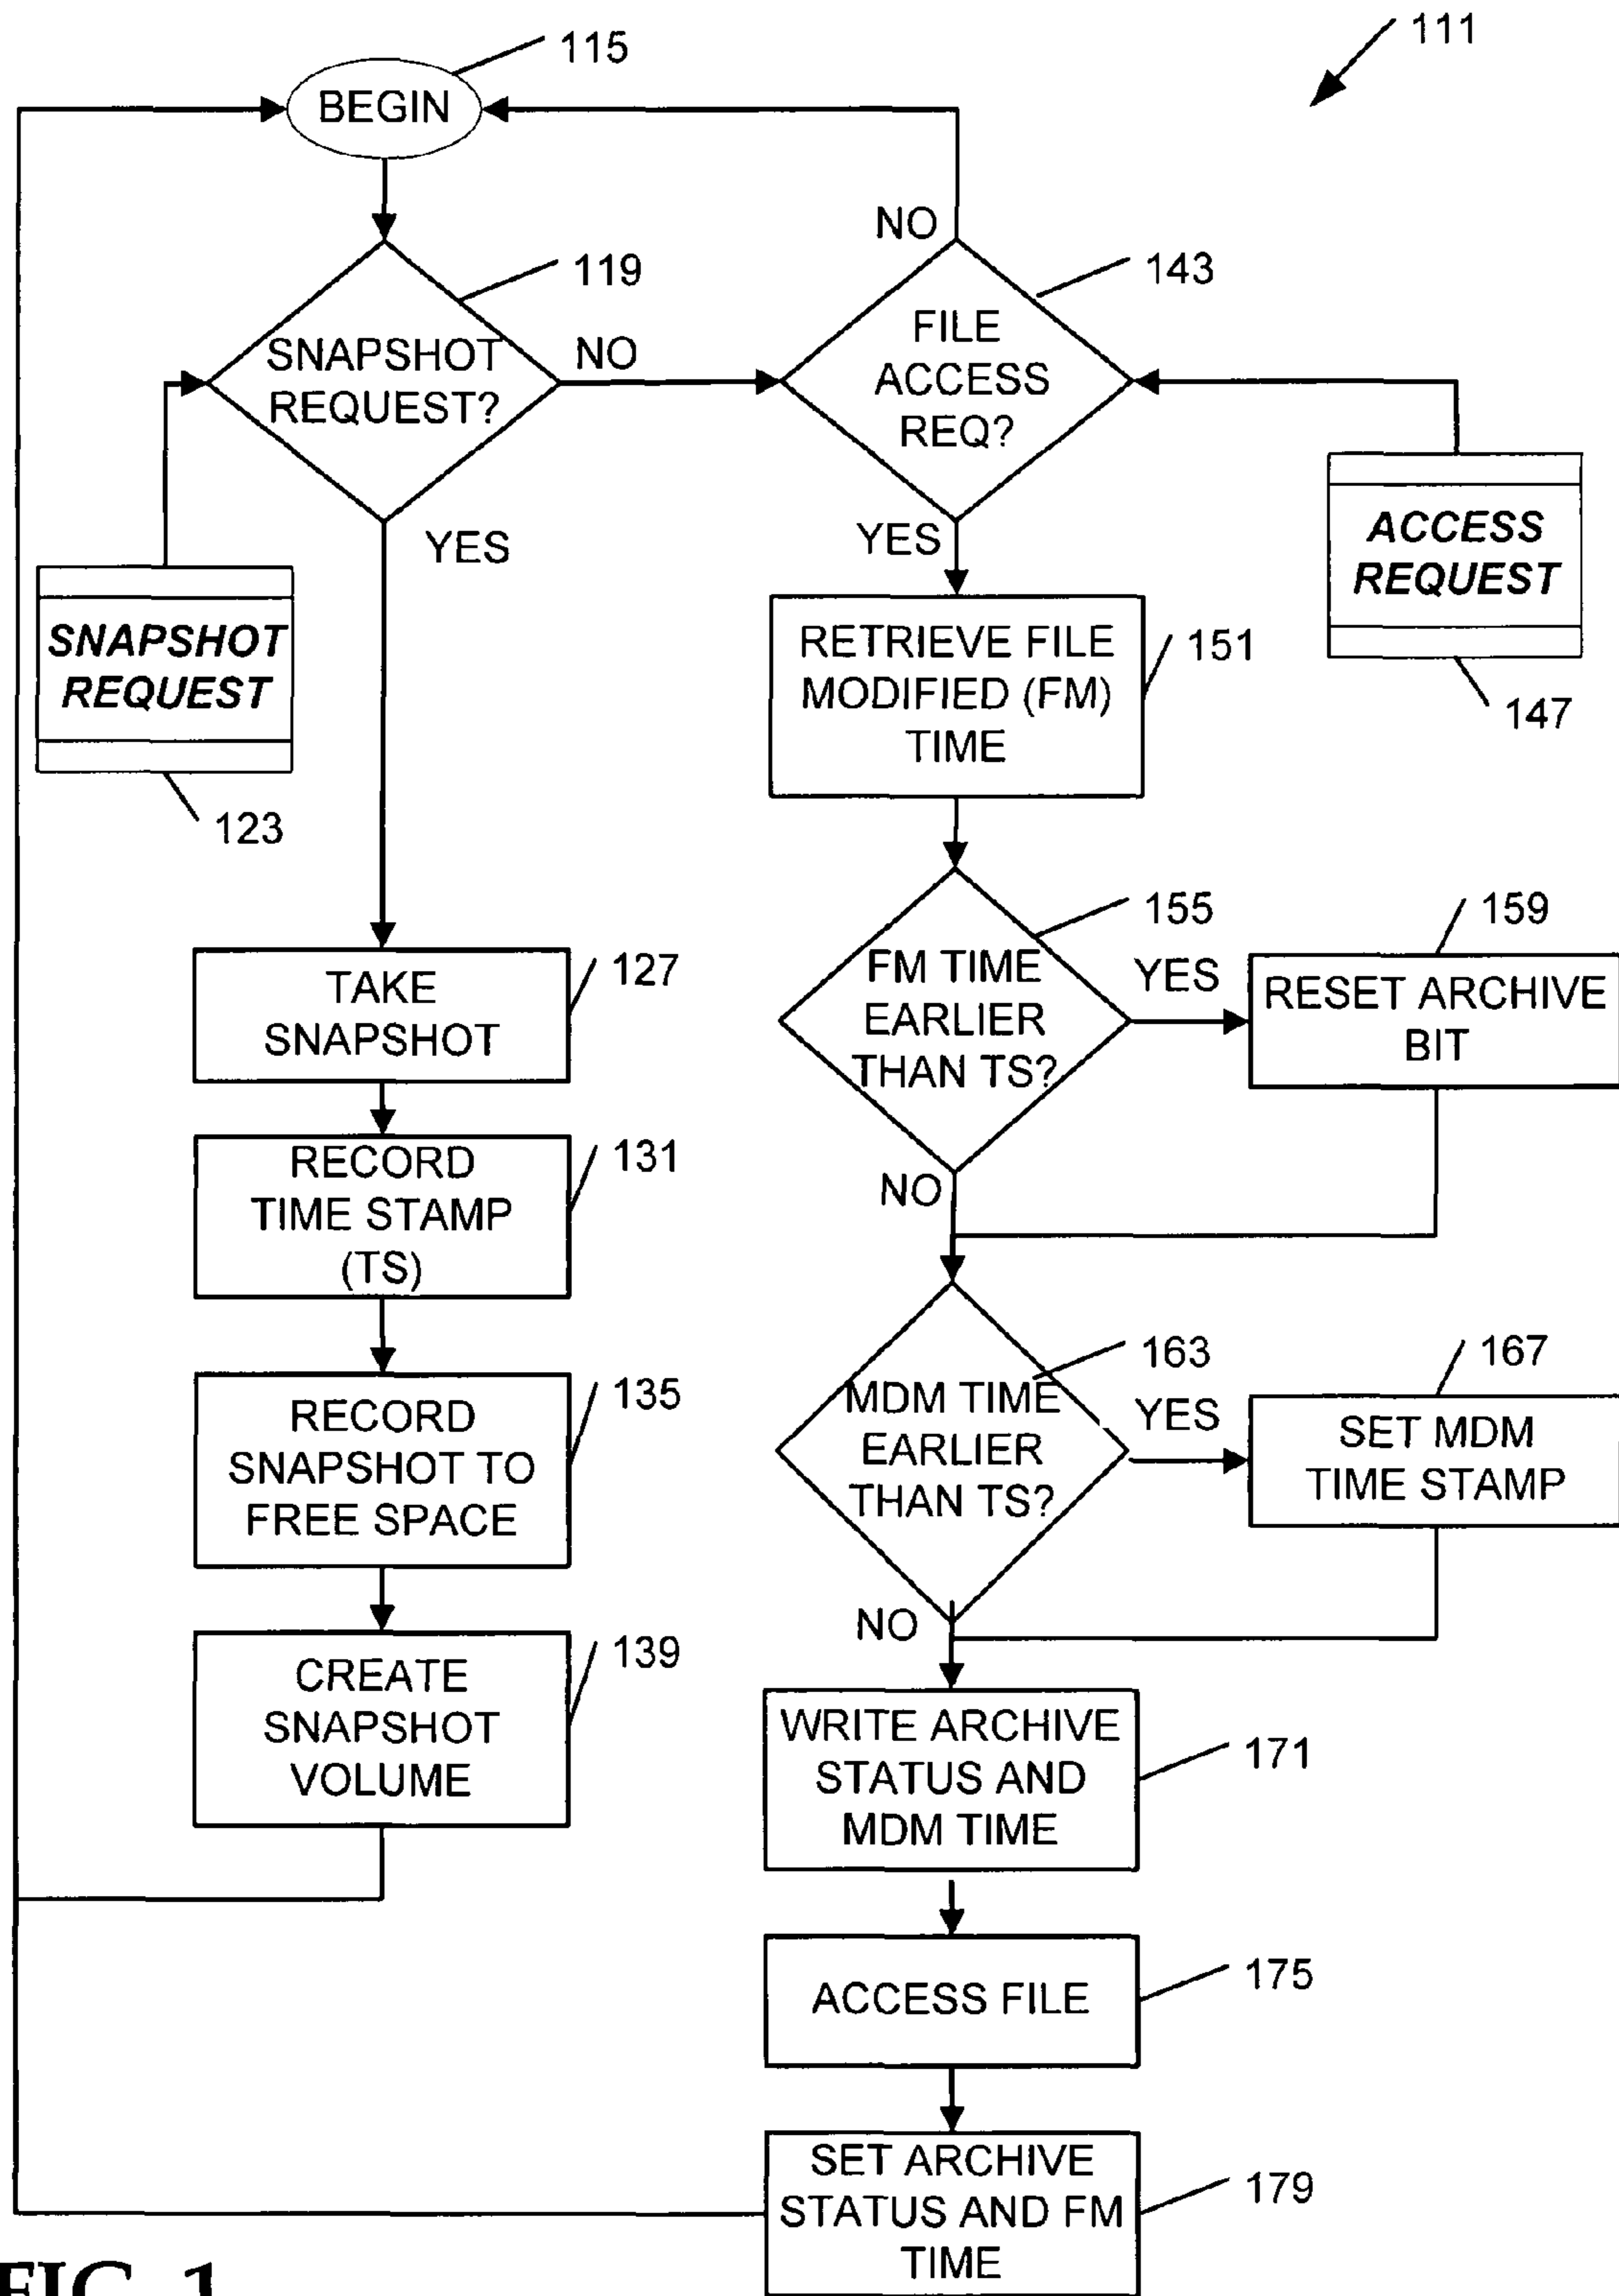 111
115
BEGIN
NO
119
143
SNAPSHOT
REQUEST?
NO
FILE
ACCESS
REQ?
YES
YES
SNAPSHOT
REQUEST
123
ACCESS
REQUEST
147
RETRIEVE FILE
MODIFIED (FM)
TIME
151
TAKE
SNAPSHOT
127
FM TIME
EARLIER
THAN TS?
155
YES
159
RESET ARCHIVE
BIT
NO
RECORD
TIME STAMP
(TS)
131
RECORD
SNAPSHOT TO
FREE SPACE
135
MDM TIME
EARLIER
THAN TS?
163
YES
167
SET MDM
TIME STAMP
NO
CREATE
SNAPSHOT
VOLUME
139
WRITE ARCHIVE
STATUS AND
MDM TIME
171
ACCESS FILE
175
SET ARCHIVE
STATUS AND FM
TIME
179
FIG. 1